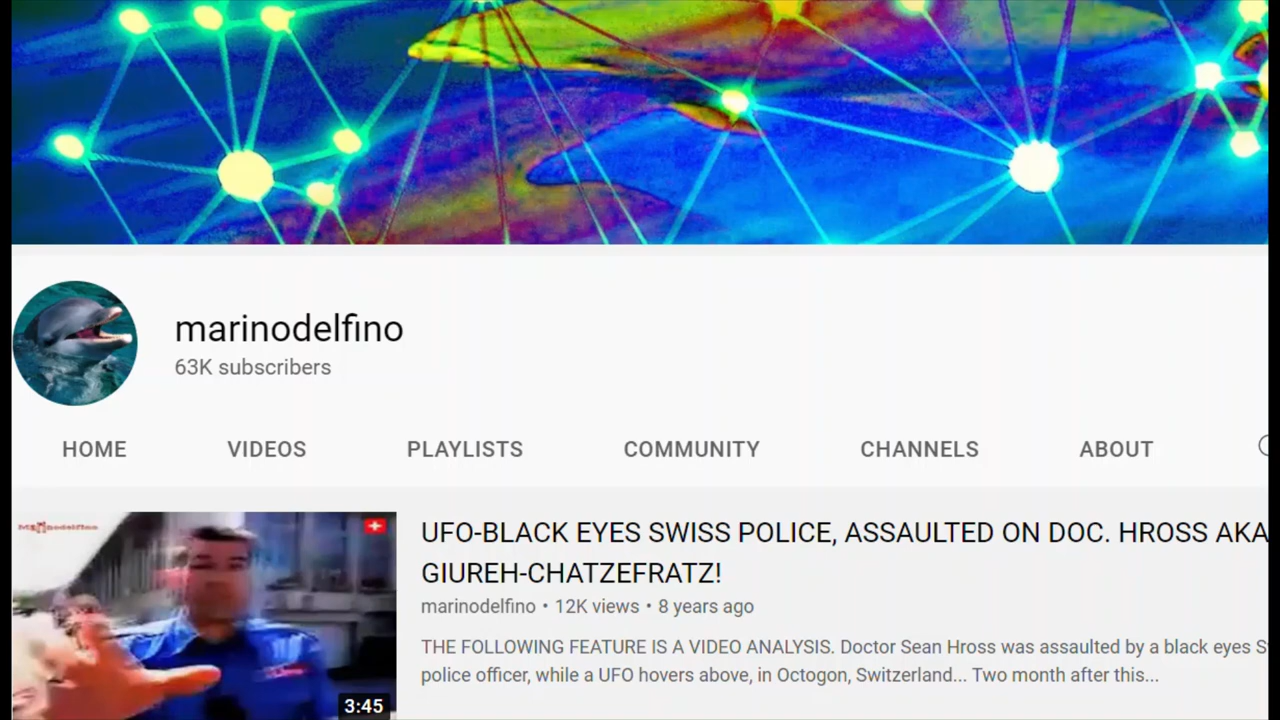 marinodelfino
63K subscribers
HOME VIDEOS PLAYLISTS COMMUNITY CHANNELS ABOUT
Marinodelfino
UFO-BLACK EYES SWISS POLICE, ASSAULTED ON DOC. HROSS AKA
GIUREH-CHATZEFRATZ!
marinodelfino • 12K views • 8 years ago
THE FOLLOWING FEATURE IS A VIDEO ANALYSIS. Doctor Sean Hross was assaulted by a black eyes S
police officer, while a UFO hovers above, in Octogon, Switzerland... Two month after this...
3:45